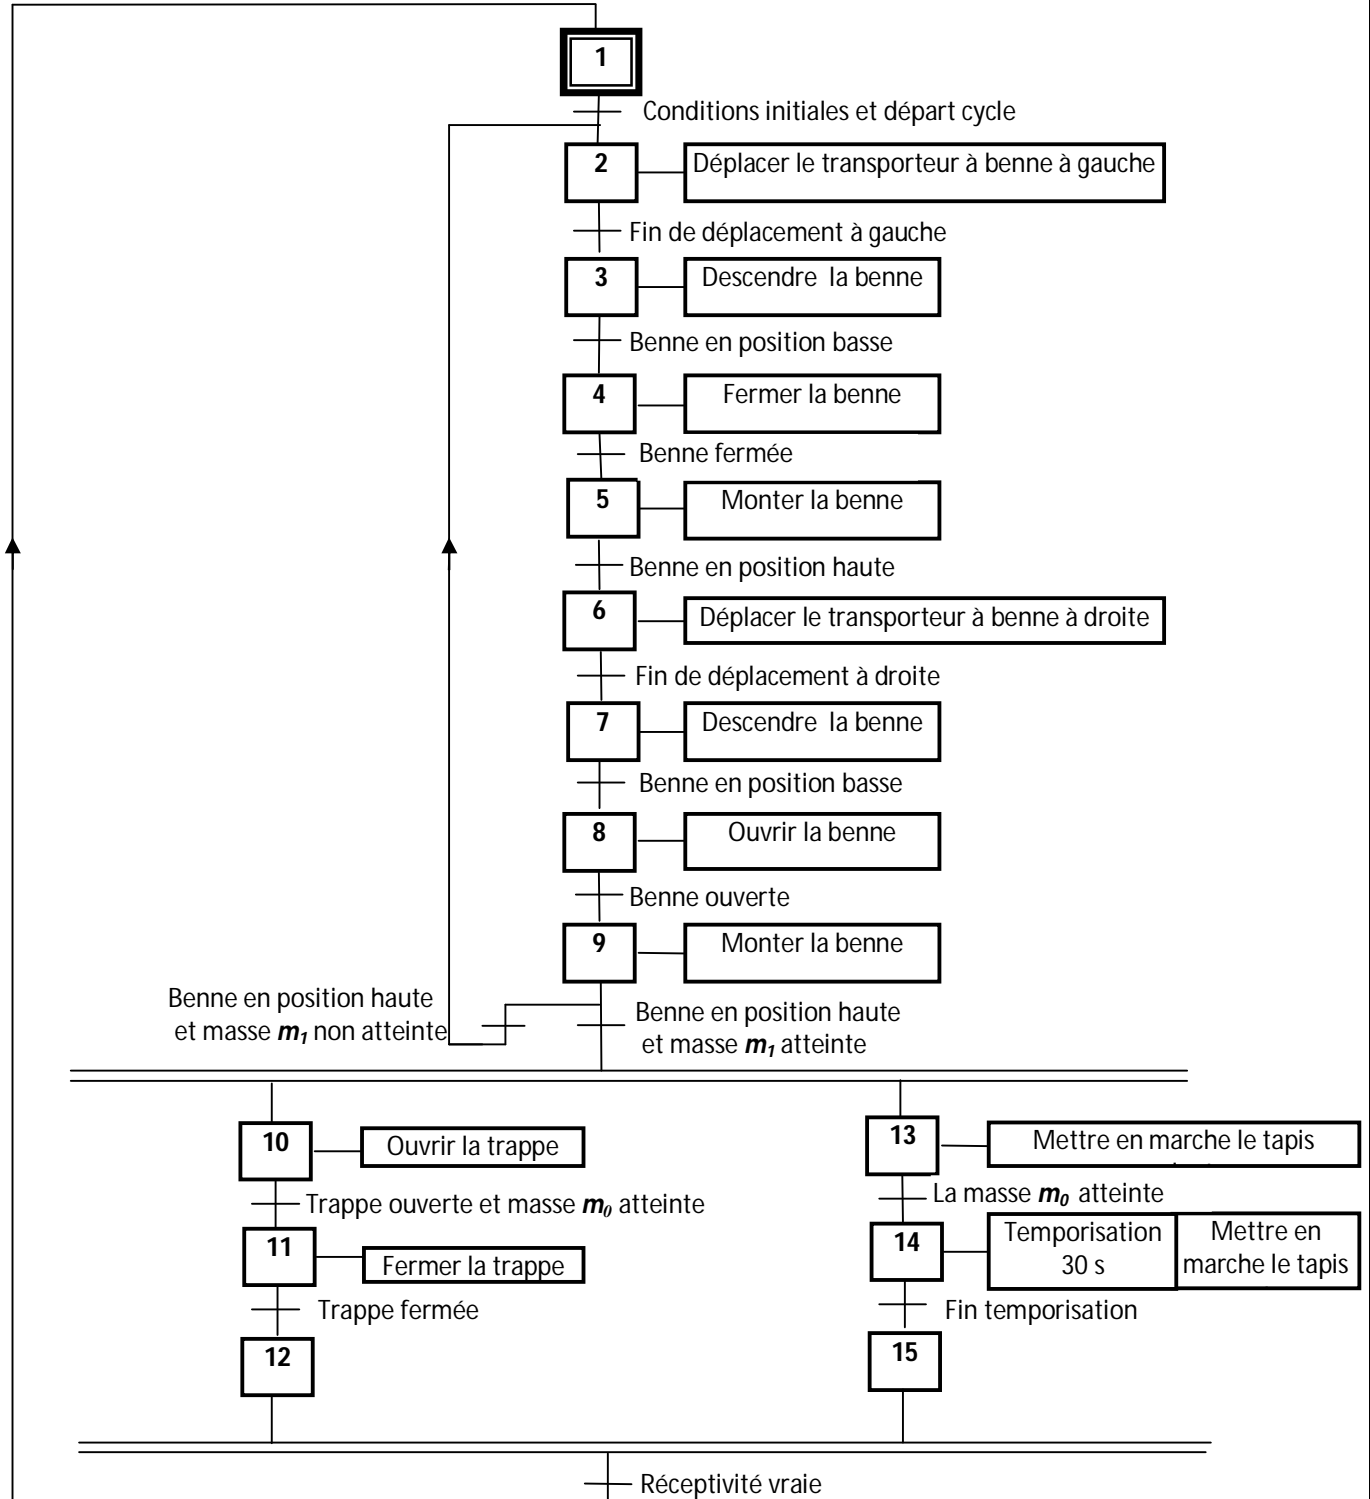 1
Conditions initiales et départ cycle
2
Déplacer le transporteur à benne à gauche
Fin de déplacement à gauche
3
Descendre la benne
Benne en position basse
4
Fermer la benne
Benne fermée
5
Monter la benne
Benne en position haute
6
Déplacer le transporteur à benne à droite
Fin de déplacement à droite
7
Descendre la benne
Benne en position basse
8
Ouvrir la benne
Benne ouverte
9
Monter la benne
Benne en position haute
et masse m1 non atteinte
Benne en position haute
et masse m1 atteinte
10
Ouvrir la trappe
Trappe ouverte et masse m0 atteinte
11
Fermer la trappe
Trappe fermée
12
13
Mettre en marche le tapis
La masse m0 atteinte
14
Temporisation
30 s
Mettre en
marche le tapis
Fin temporisation
15
Réceptivité vraie